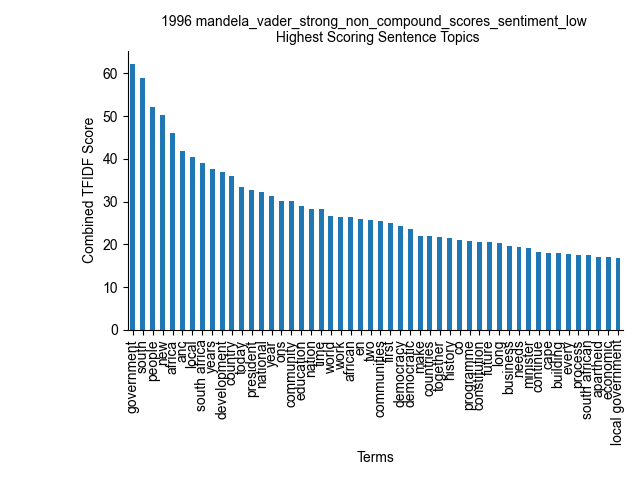 1996 mandela_vader_strong_non_compound_scores_sentiment_low
Highest Scoring Sentence Topics
Combined TFIDF Score
60
50
40
30
20
10
0
government
south
people
new
africa
anc
local
south africa
years
development
country
today
president
national
year
ons
community
education
nation
time
world
work
african
en
two
communities
first
democracy
democratic
make
countries
together
history
co
programme
constitution
future
long
business
needs
minister
continue
cape
building
every
process
south african
apartheid
economic
local government
Terms